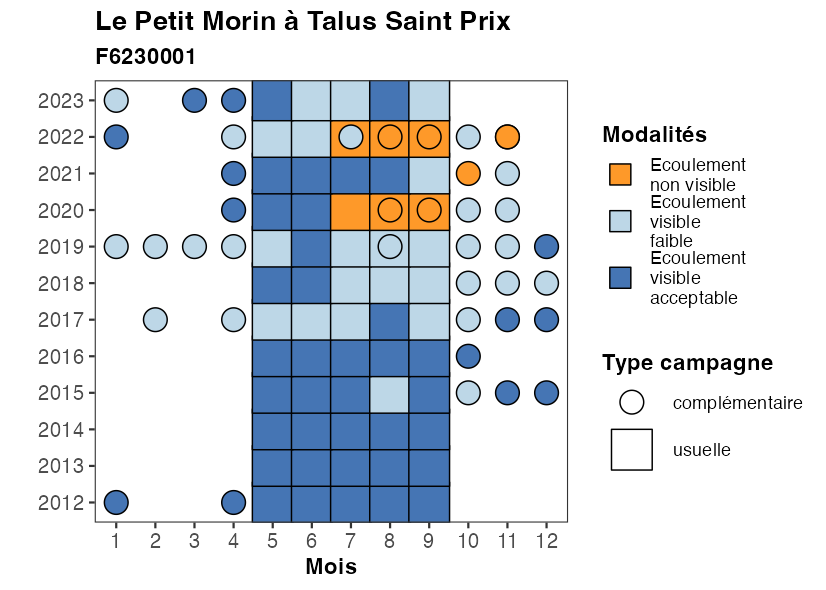 Le Petit Morin à Talus Saint Prix
F6230001
2023
2022
2021
2020
2019
2018
2017
2016
2015
2014
2013
2012
1 2 3 4 5 6 7 8 9 10 11 12
Mois
Modalités
Ecoulement
non visible
Ecoulement
visible
faible
Ecoulement
visible
acceptable
Type campagne
complémentaire
usuelle